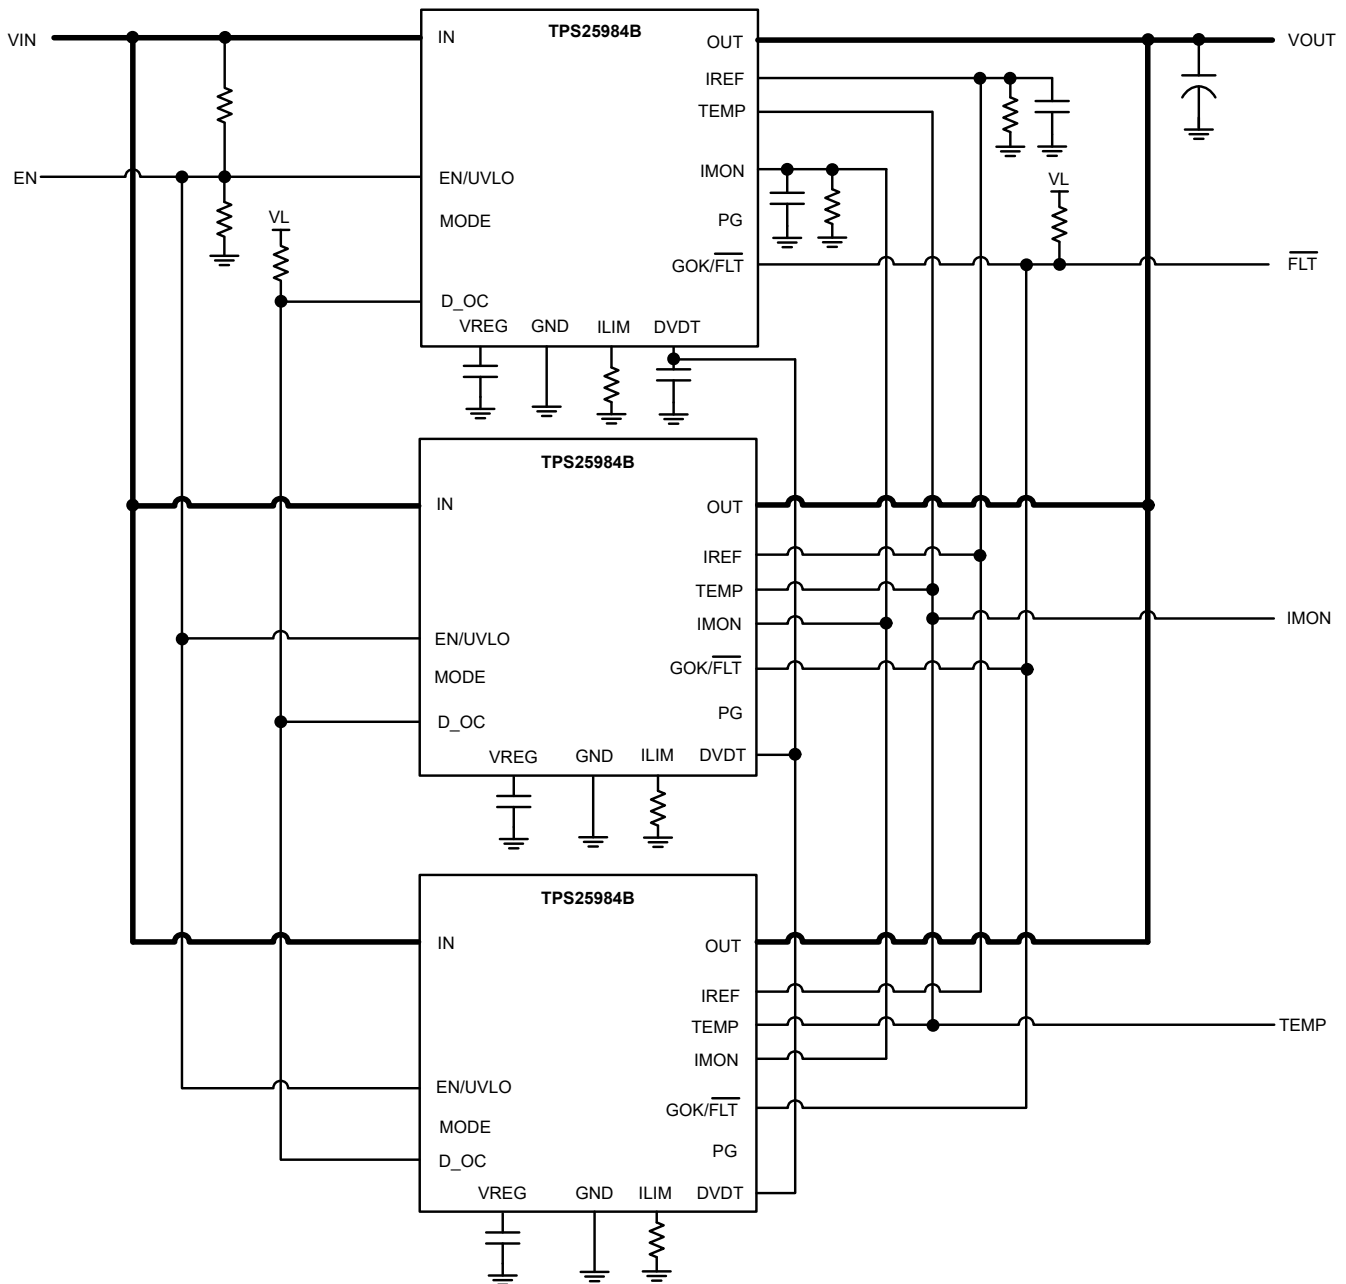 VIN
IN
TPS25984B
OUT
VOUT
IREF
TEMP
EN
EN/UVLO
IMON
VL
MODE
PG
VL
GOK/FLT
FLT
D_OC
VREG
GND
ILIM
DVDT
TPS25984B
IN
OUT
IREF
TEMP
IMON
IMON
EN/UVLO
GOK/FLT
MODE
PG
D_OC
VREG
GND
ILIM
DVDT
TPS25984B
IN
OUT
IREF
TEMP
TEMP
IMON
EN/UVLO
GOK/FLT
MODE
PG
D_OC
VREG
GND
ILIM
DVDT